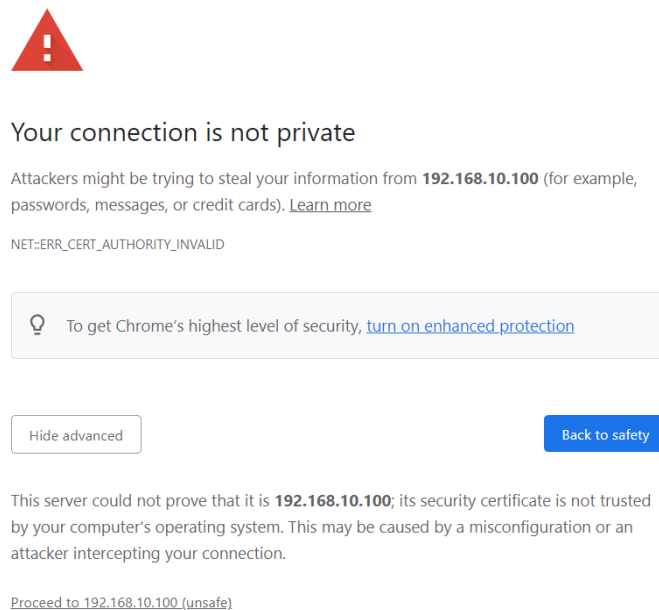 Your connection is not private
Attackers might be trying to steal your information from 192.168.10.100 (for example,
passwords, messages, or credit cards). Learn more
NET::ERR_CERT_AUTHORITY_INVALID
To get Chrome's highest level of security, turn on enhanced protection
Hide advanced
Back to safety
This server could not prove that it is 192.168.10.100; its security certificate is not trusted
by your computer's operating system. This may be caused by a misconfiguration or an
attacker intercepting your connection.
Proceed to 192.168.10.100 (unsafe)